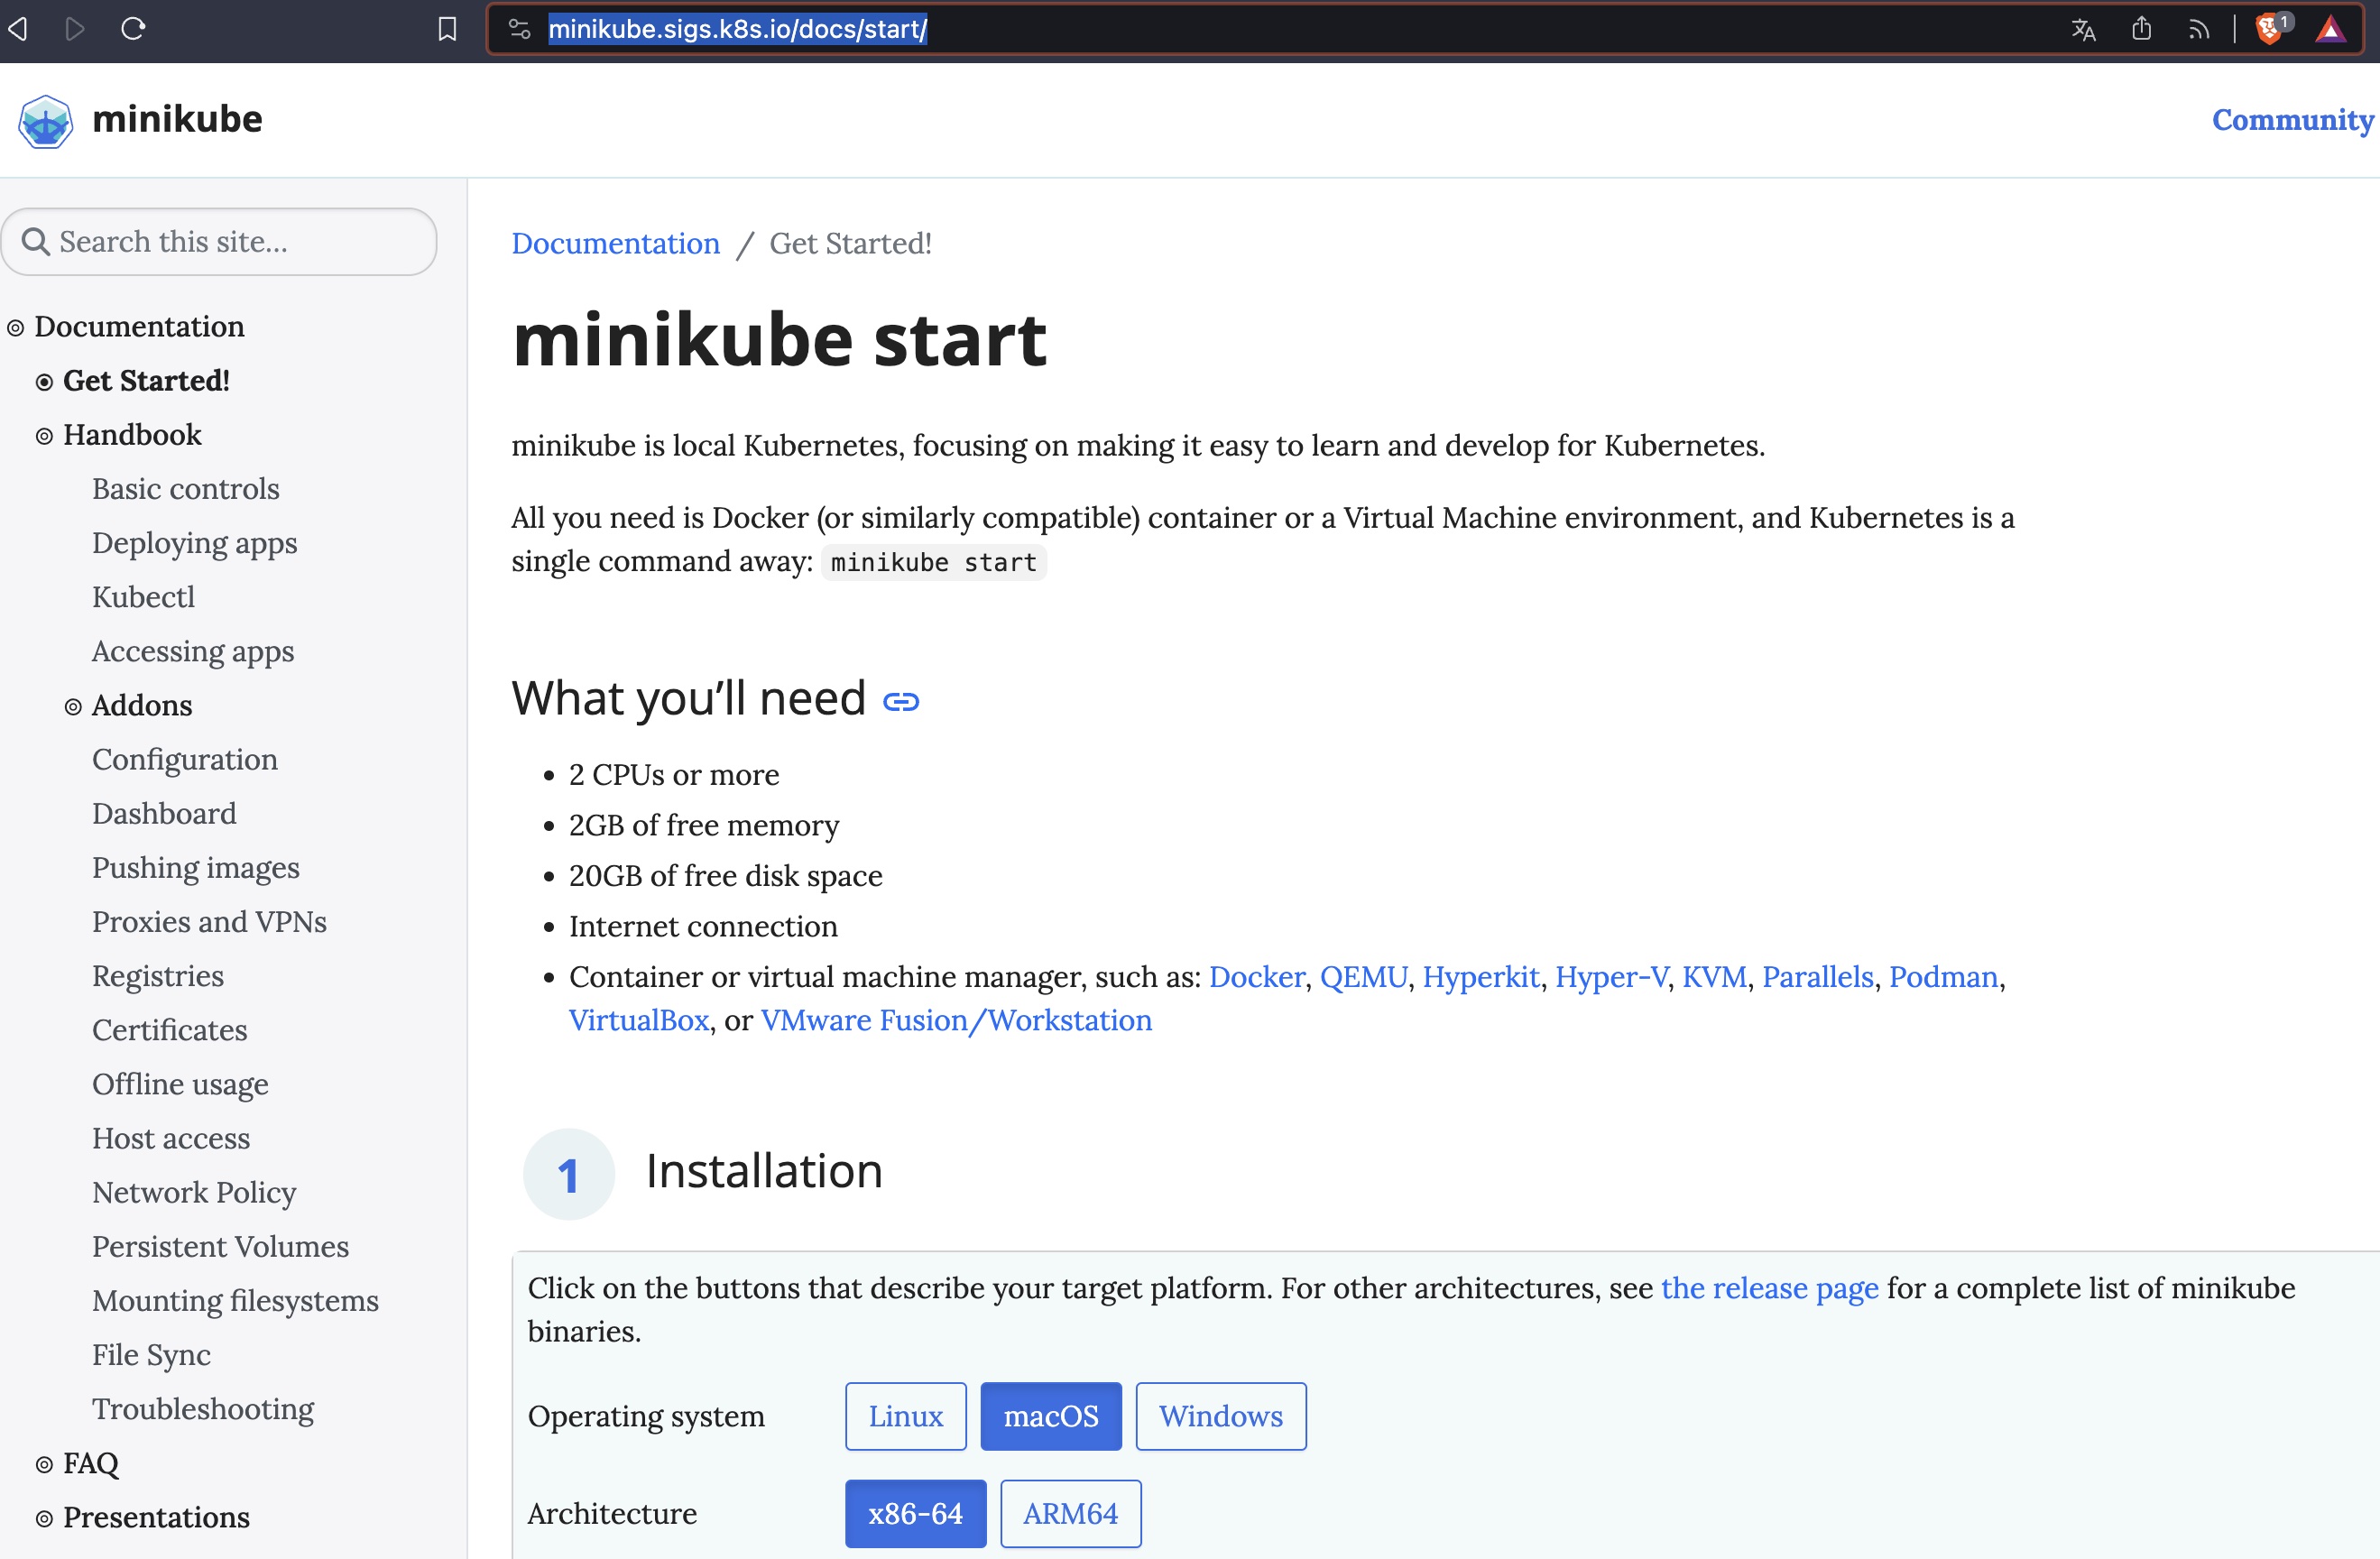 minikube.sigs.k8s.io/docs/start/
1
minikube
Community
Search this site…
Documentation
Get Started!
Handbook
Basic controls
Deploying apps
Kubectl
Accessing apps
Addons
Configuration
Dashboard
Pushing images
Proxies and VPNs
Registries
Certificates
Offline usage
Host access
Network Policy
Persistent Volumes
Mounting filesystems
File Sync
Troubleshooting
FAQ
Presentations
Documentation / Get Started!
minikube start
minikube is local Kubernetes, focusing on making it easy to learn and develop for Kubernetes.
All you need is Docker (or similarly compatible) container or a Virtual Machine environment, and Kubernetes is a
single command away: minikube start
What you’ll need
• 2 CPUs or more
• 2GB of free memory
• 20GB of free disk space
• Internet connection
• Container or virtual machine manager, such as: Docker, QEMU, Hyperkit, Hyper-V, KVM, Parallels, Podman,
VirtualBox, or VMware Fusion/Workstation
1 Installation
Click on the buttons that describe your target platform. For other architectures, see the release page for a complete list of minikube
binaries.
Operating system Linux macOS Windows
Architecture x86-64 ARM64